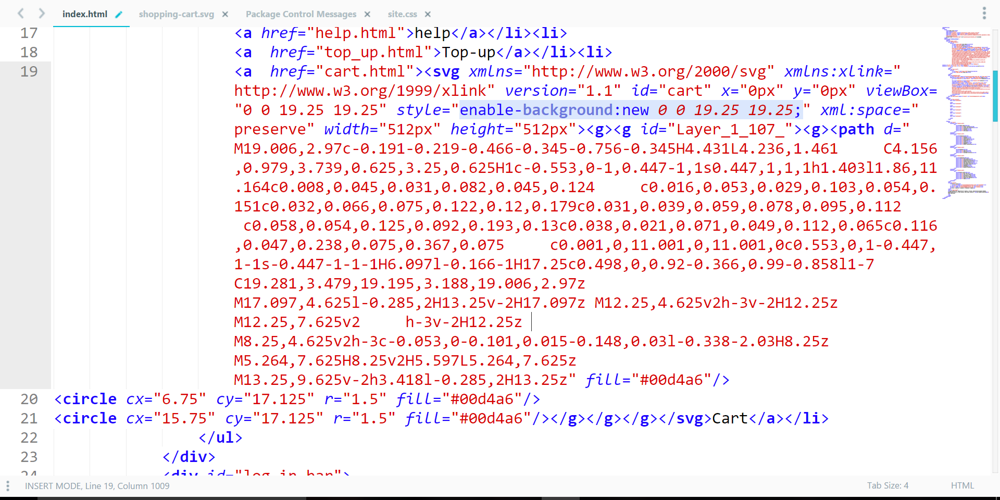 index.html shopping-cart.svg Package Control Messages site.css
17 <a href="help.html">help</a></li><li>
18 <a  href="top_up.html">Top-up</a></li><li>
19 <a  href="cart.html"><svg xmlns="http://www.w3.org/2000/svg" xmlns:xlink="
http://www.w3.org/1999/xlink" version="1.1" id="cart" x="0px" y="0px" viewBox=
"0 0 19.25 19.25" style="enable-background:new 0 0 19.25 19.25;" xml:space="
preserve" width="512px" height="512px"><g><g id="Layer_1_107_"><g><path d="
M19.006,2.97c-0.191-0.219-0.466-0.345-0.756-0.345H4.431L4.236,1.461     C4.156
,0.979,3.739,0.625,3.25,0.625H1c-0.553,0-1,0.447-1,1s0.447,1,1,1h1.403l1.86,11
.164c0.008,0.045,0.031,0.082,0.045,0.124     c0.016,0.053,0.029,0.103,0.054,0.
151c0.032,0.066,0.075,0.122,0.12,0.179c0.031,0.039,0.059,0.078,0.095,0.112
c0.058,0.054,0.125,0.092,0.193,0.13c0.038,0.021,0.071,0.049,0.112,0.065c0.116
,0.047,0.238,0.075,0.367,0.075     c0.001,0,11.001,0,11.001,0c0.553,0,1-0.447,
1-1s-0.447-1-1-1H6.097l-0.166-1H17.25c0.498,0,0.92-0.366,0.99-0.858l1-7
C19.281,3.479,19.195,3.188,19.006,2.97z
M17.097,4.625l-0.285,2H13.25v-2H17.097z M12.25,4.625v2h-3v-2H12.25z
M12.25,7.625v2     h-3v-2H12.25z
M8.25,4.625v2h-3c-0.053,0-0.101,0.015-0.148,0.03l-0.338-2.03H8.25z
M5.264,7.625H8.25v2H5.597L5.264,7.625z
M13.25,9.625v-2h3.418l-0.285,2H13.25z" fill="#00d4a6"/>
20 <circle cx="6.75" cy="17.125" r="1.5" fill="#00d4a6"/>
21 <circle cx="15.75" cy="17.125" r="1.5" fill="#00d4a6"/></g></g></g></svg>Cart</a></li>
22 </ul>
23 </div>
24 <div id="log in ban">
INSERT MODE, Line 19, Column 1009 Tab Size: 4 HTML